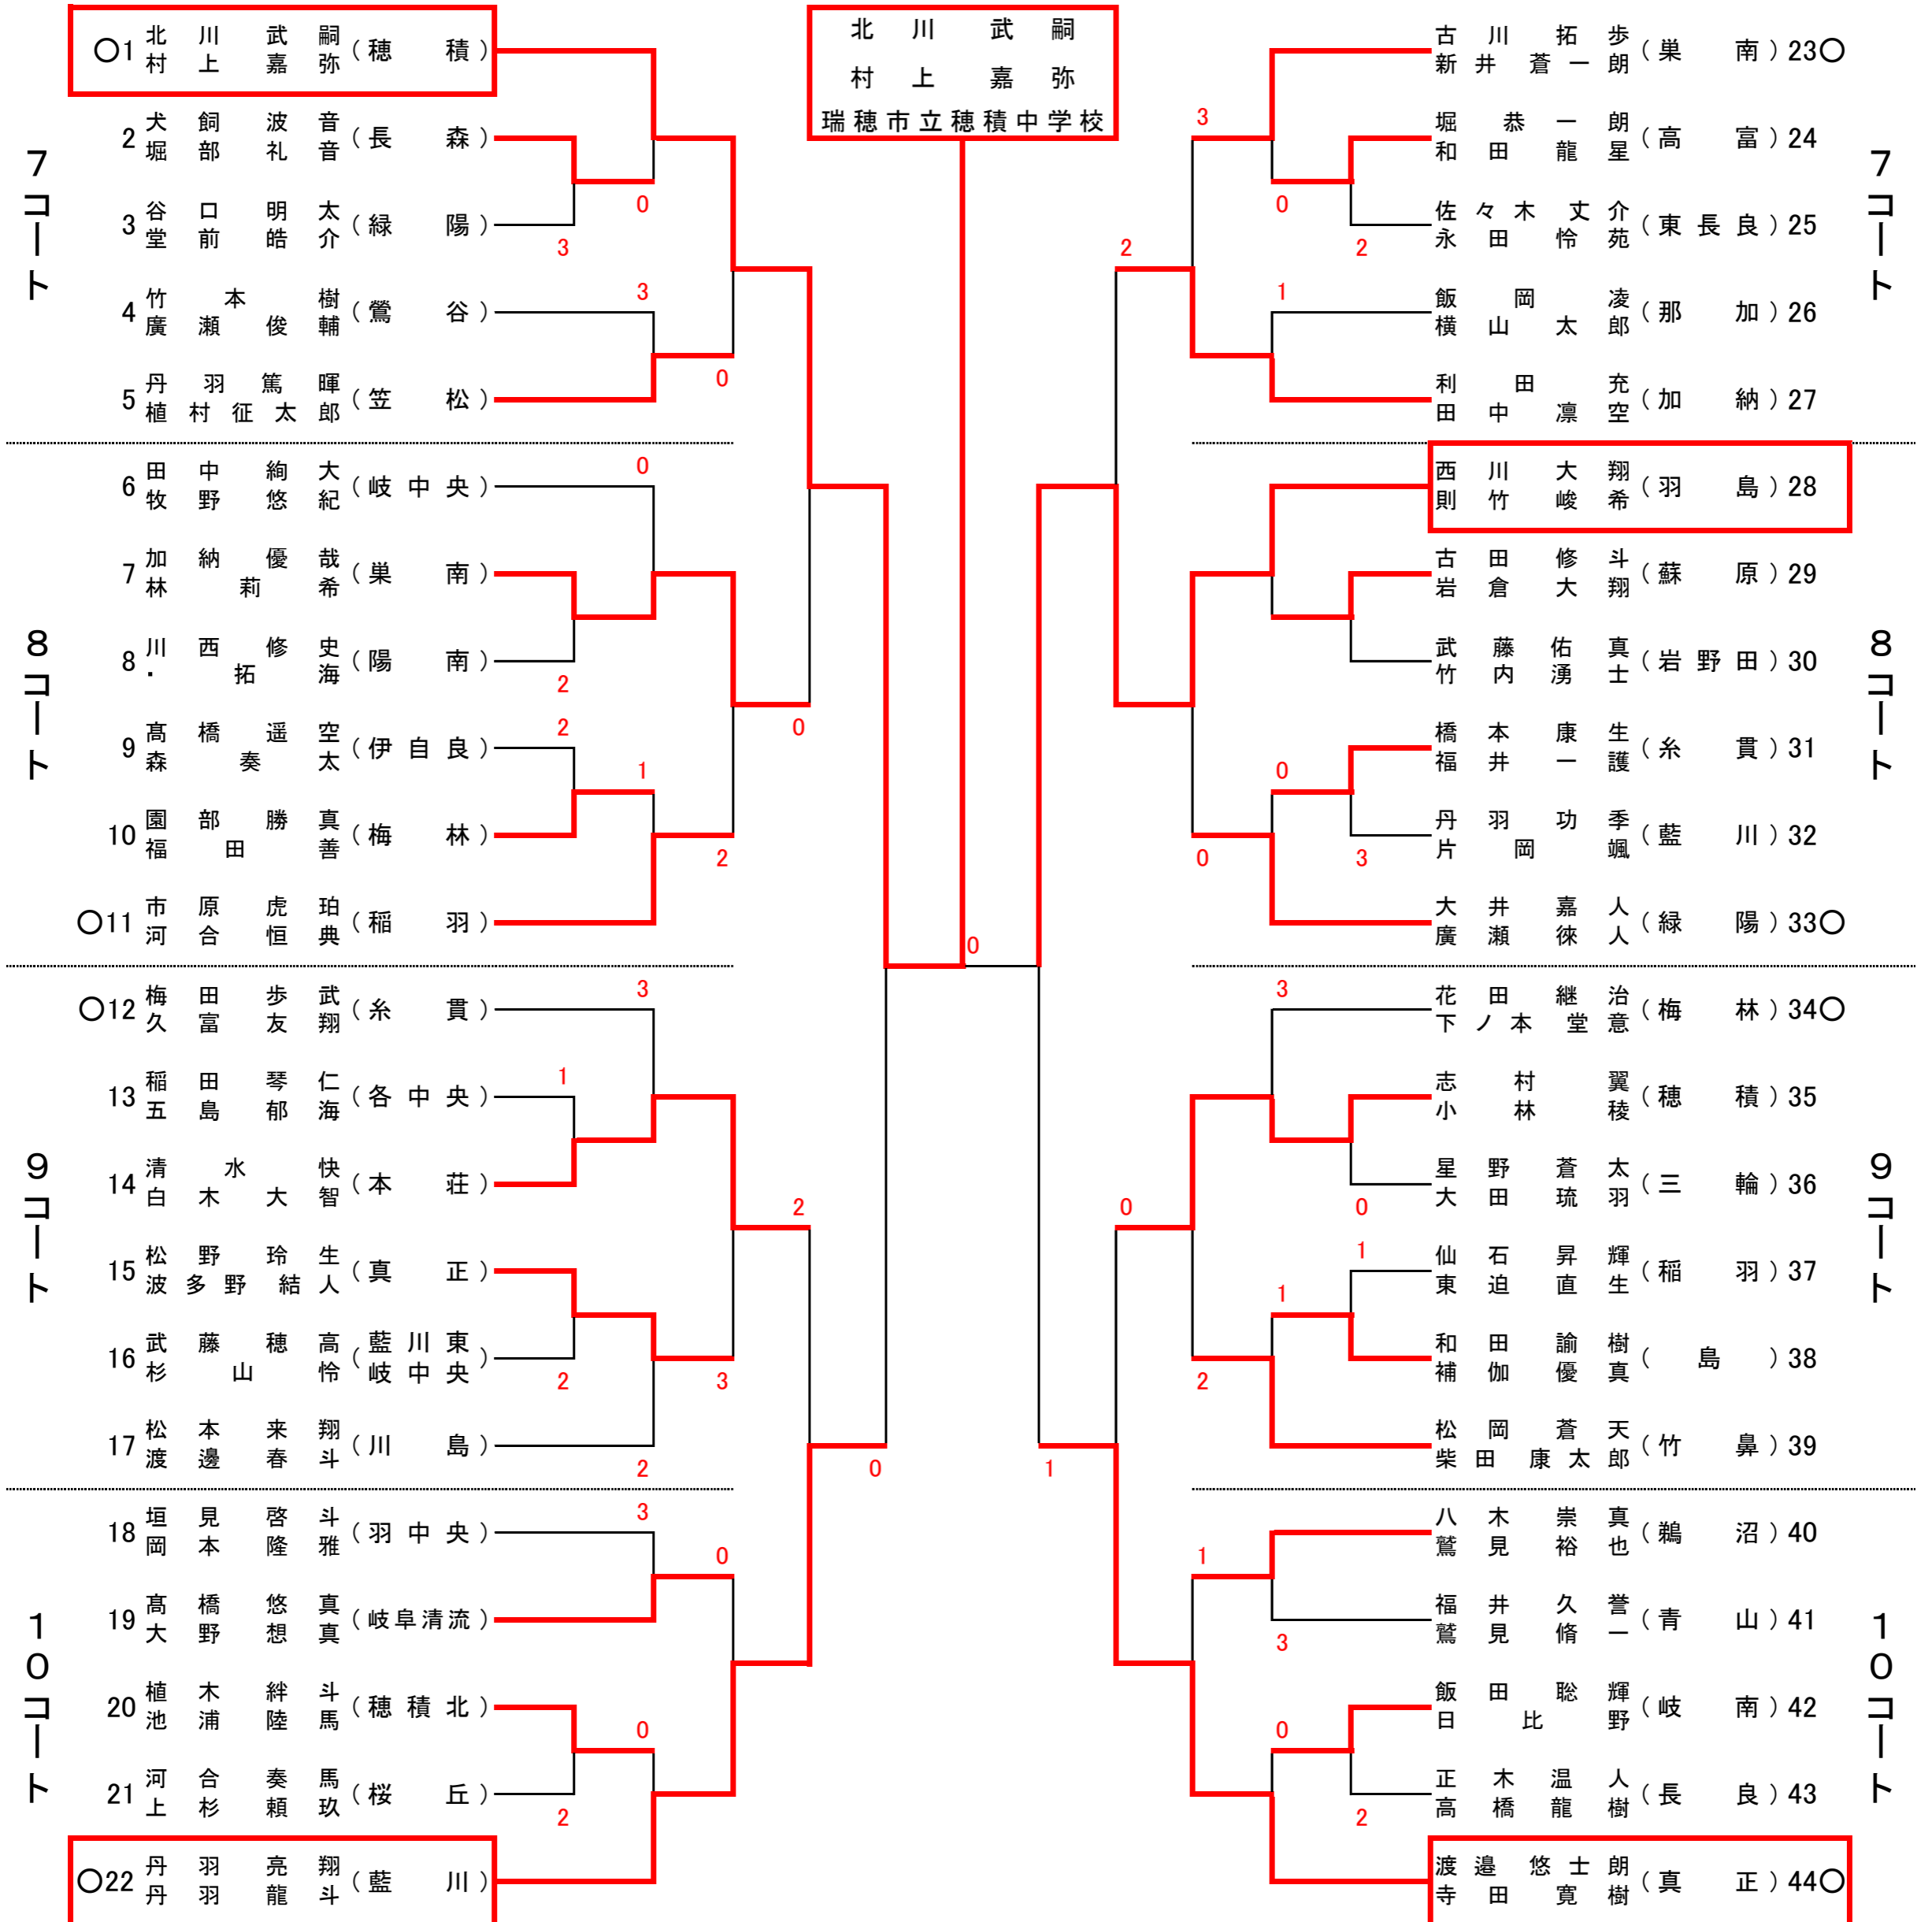 北川武嗣
村上嘉弥
瑞穂市立穂積中学校
7コート
○1 北川武嗣 村上嘉弥 (穂積)
2 犬飼波音 堀部礼音 (長森)
3 谷口明太 堂前皓介 (緑陽)
4 竹本樹 廣瀬俊輔 (鶯谷)
5 丹羽篤暉 植村征太郎 (笠松)
0
3
3
0
8コート
6 田中絢大 牧野悠紀 (岐中央)
7 加納優哉 林莉希 (巣南)
8 川西修史 ・拓海 (陽南)
9 髙橋遥空 森奏太 (伊自良)
10 園部勝真 福田善 (梅林)
○11 市原虎珀 河合恒典 (稲羽)
0
2
2
1
2
0
9コート
○12 梅田歩武 久富友翔 (糸貫)
13 稲田琴仁 五島郁海 (各中央)
14 清水快 白木大智 (本荘)
15 松野玲生 波多野結人 (真正)
16 武藤穂高 杉山怜 (藍川東 岐中央)
17 松本来翔 渡邊春斗 (川島)
3
1
2
2
3
2
10コート
18 垣見啓斗 岡本隆雅 (羽中央)
19 髙橋悠真 大野想真 (岐阜清流)
20 植木絆斗 池浦陸馬 (穂積北)
21 河合奏馬 上杉頼玖 (桜丘)
○22 丹羽亮翔 丹羽龍斗 (藍川)
3
0
0
2
0
0
7コート
古川拓歩 新井蒼一朗 (巣南) 23○
堀恭一朗 和田龍星 (高富) 24
佐々木丈介 永田怜苑 (東長良) 25
飯岡凌 横山太郎 (那加) 26
利田充 田中凛空 (加納) 27
3
0
2
2
1
8コート
西川大翔 則竹峻希 (羽島) 28
古田修斗 岩倉大翔 (蘇原) 29
武藤佑真 竹内湧士 (岩野田) 30
橋本康生 福井一護 (糸貫) 31
丹羽功季 片岡颯 (藍川) 32
大井嘉人 廣瀬徠人 (緑陽) 33○
0
3
0
9コート
花田継治 下ノ本堂意 (梅林) 34○
志村翼 小林稜 (穂積) 35
星野蒼太 大田琉羽 (三輪) 36
仙石昇輝 東迫直生 (稲羽) 37
和田諭樹 補伽優真 (島) 38
松岡蒼天 柴田康太郎 (竹鼻) 39
3
0
0
1
1
2
1
10コート
八木崇真 鷲見裕也 (鵜沼) 40
福井久誉 鷲見脩一 (青山) 41
飯田聡輝 日比野 (岐南) 42
正木温人 高橋龍樹 (長良) 43
渡邉悠士朗 寺田寛樹 (真正) 44○
1
3
0
2